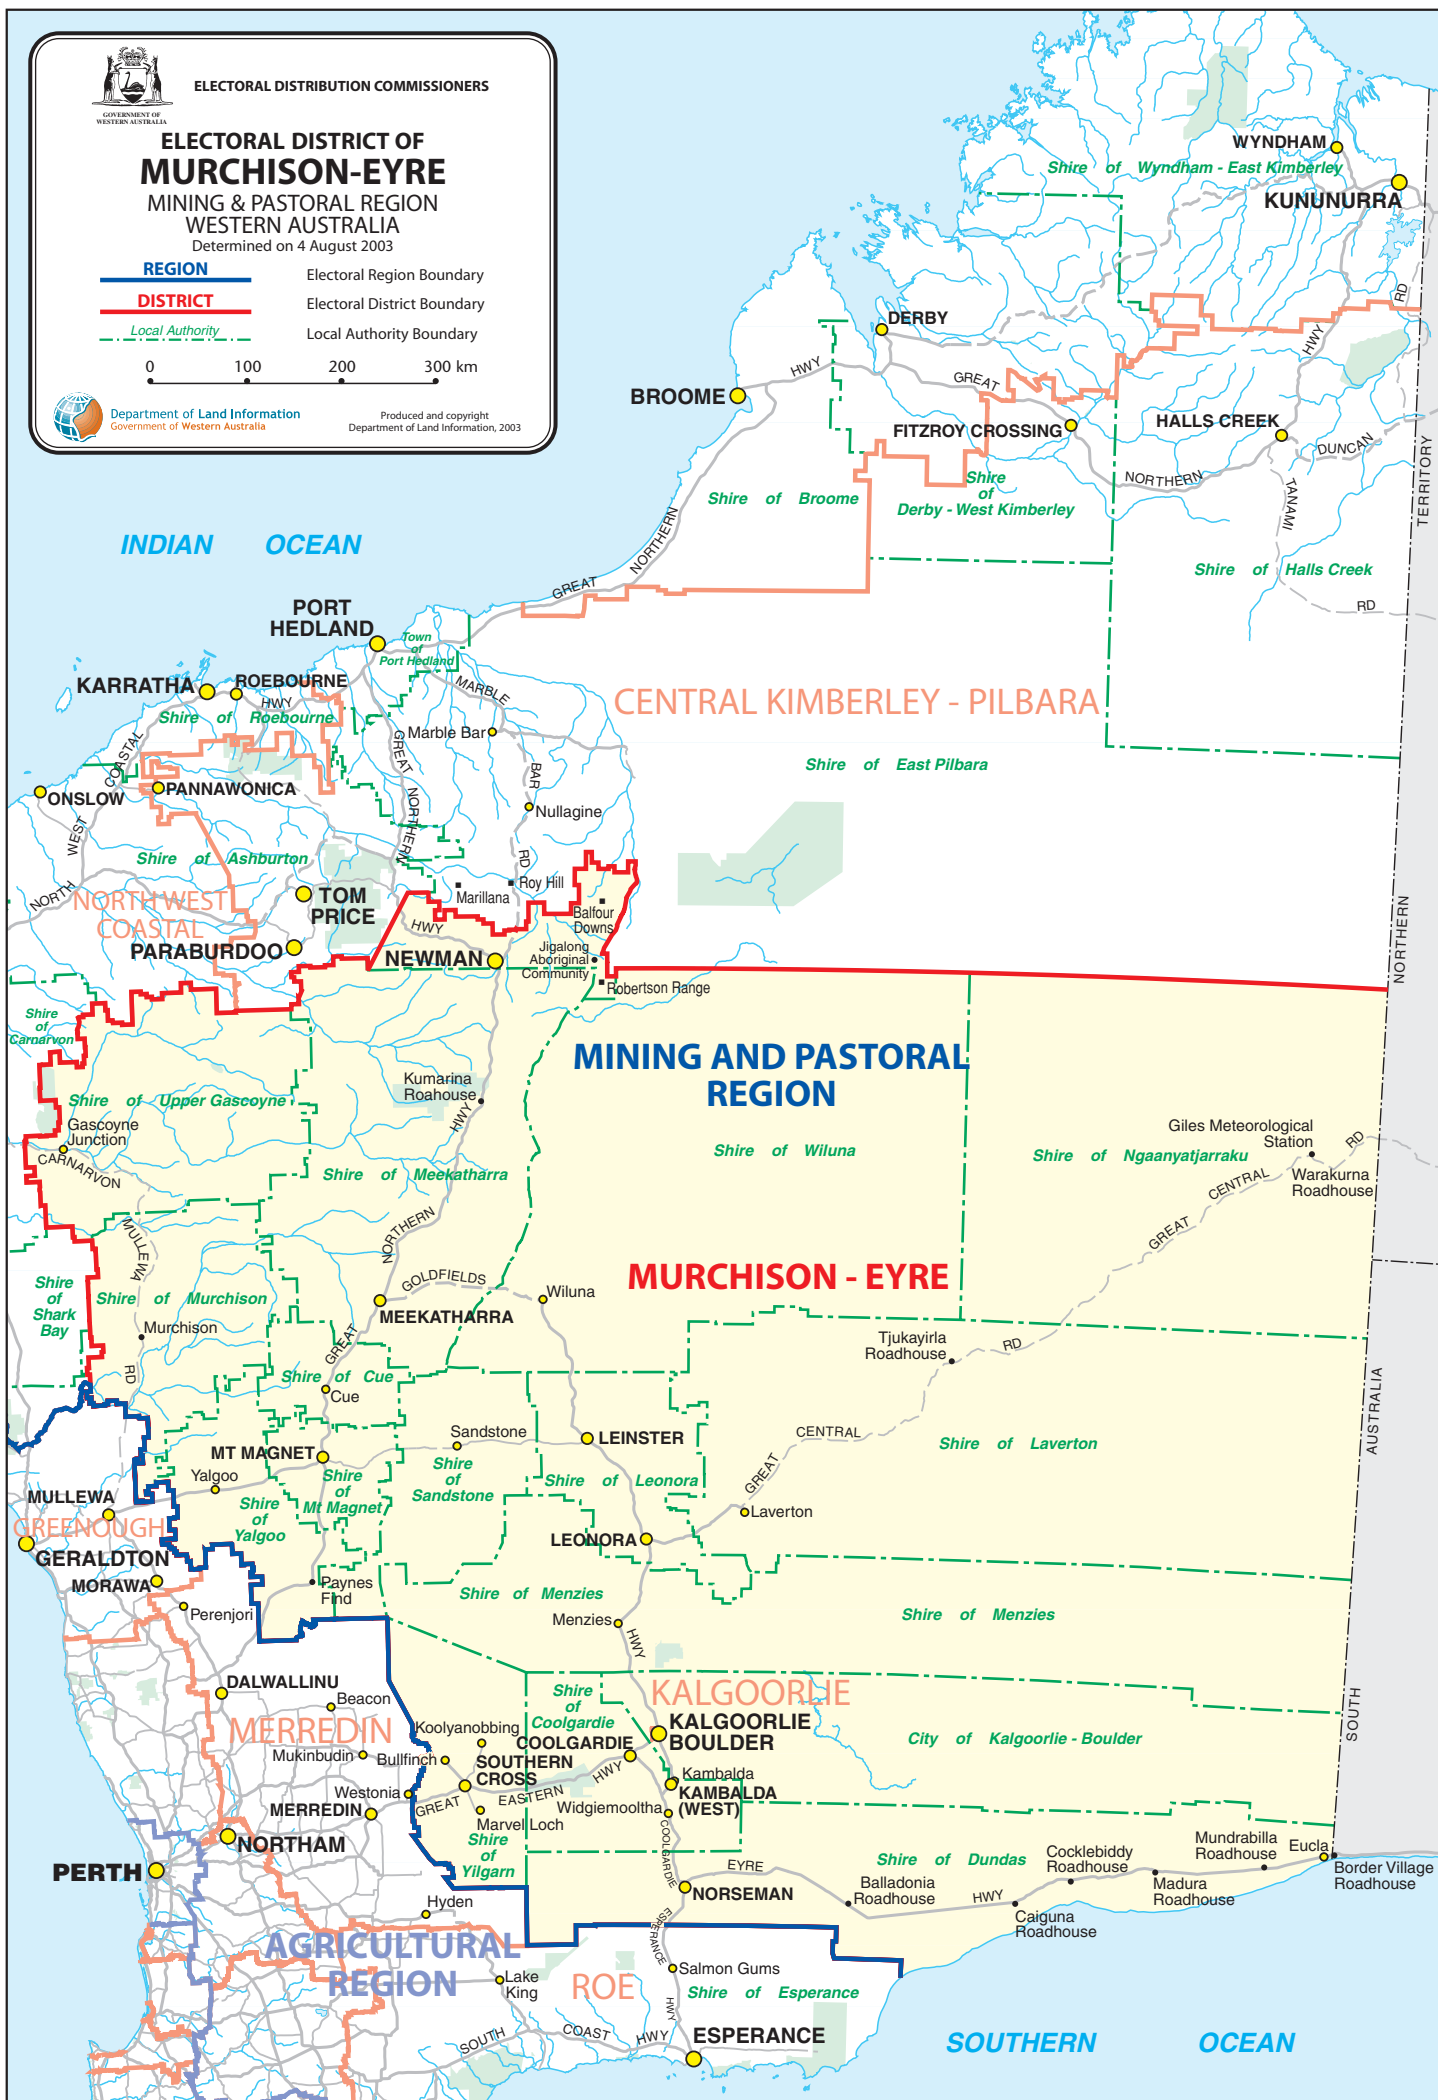 GOVERNMENT OF
WESTERN AUSTRALIA
ELECTORAL DISTRIBUTION COMMISSIONERS
ELECTORAL DISTRICT OF
MURCHISON-EYRE
MINING & PASTORAL REGION
WESTERN AUSTRALIA
Determined on 4 August 2003
REGION
Electoral Region Boundary
DISTRICT
Electoral District Boundary
Local Authority
Local Authority Boundary
0 100 200 300 km
Department of Land Information
Government of Western Australia
Produced and copyright
Department of Land Information, 2003
WYNDHAM
Shire of Wyndham - East Kimberley
KUNUNURRA
RD
HWY
DERBY
HWY
GREAT
BROOME
FITZROY CROSSING
HALLS CREEK
DUNCAN
NORTHERN
TANAMI
TERRITORY
Shire of Broome
Shire
of
Derby - West Kimberley
INDIAN OCEAN
NORTHERN
GREAT
Shire of Halls Creek
RD
PORT
HEDLAND
Town
of
Port Hedland
KARRATHA
ROEBOURNE
HWY
Shire of Roebourne
MARBLE
CENTRAL KIMBERLEY - PILBARA
Marble Bar
GREAT
COASTAL
Shire of East Pilbara
BAR
ONSLOW
PANNAWONICA
NORTHERN
Nullagine
WEST
Shire of Ashburton
RD
NORTH
NORTH WEST
COASTAL
TOM
PRICE
Marillana
Roy Hill
Balfour
Downs
HWY
PARABURDOO
NEWMAN
Jigalong
Aboriginal
Community
Robertson Range
NORTHERN
Shire
of
Carnarvon
MINING AND PASTORAL
REGION
Kumarina
Roahouse
HWY
Shire of Upper Gascoyne
Gascoyne
Junction
CARNARVON
Shire of Meekatharra
Shire of Wiluna
Shire of Ngaanyatjarraku
Giles Meteorological
Station
RD
Warakurna
Roadhouse
CENTRAL
GREAT
MULLEWA
NORTHERN
MURCHISON - EYRE
GOLDFIELDS
Shire
of
Shark
Bay
Shire of Murchison
MEEKATHARRA
Wiluna
Murchison
GREAT
Tjukayirla
Roadhouse
RD
RD
Shire of Cue
Cue
AUSTRALIA
Sandstone
LEINSTER
CENTRAL
Shire of Laverton
MT MAGNET
Yalgoo
Shire
of
Mt Magnet
Shire
of
Sandstone
Shire of Leonora
GREAT
MULLEWA
Shire
of
Yalgoo
Laverton
GREENOUGH
GERALDTON
LEONORA
MORAWA
Paynes
Find
Perenjori
Shire of Menzies
Shire of Menzies
Menzies
HWY
DALWALLINU
Beacon
Shire
of
Coolgardie
KALGOORLIE
KALGOORLIE
BOULDER
SOUTH
MERREDIN
Koolyanobbing
Mukinbudin
Bullfinch
COOLGARDIE
City of Kalgoorlie - Boulder
SOUTHERN
CROSS
HWY
Kambalda
KAMBALDA
(WEST)
Westonia
EASTERN
GREAT
MERREDIN
Marvel Loch
Widgiemooltha
NORTHAM
Shire
of
Yilgarn
COOLGARDIE
PERTH
EYRE
Shire of Dundas
Cocklebiddy
Roadhouse
Mundrabilla
Roadhouse
Eucla
Border Village
Roadhouse
NORSEMAN
Balladonia
Roadhouse
HWY
Madura
Roadhouse
Caiguna
Roadhouse
Hyden
ESPERANCE
AGRICULTURAL
REGION
Lake
King
ROE
Salmon Gums
Shire of Esperance
HWY
SOUTH
COAST
HWY
ESPERANCE
SOUTHERN OCEAN